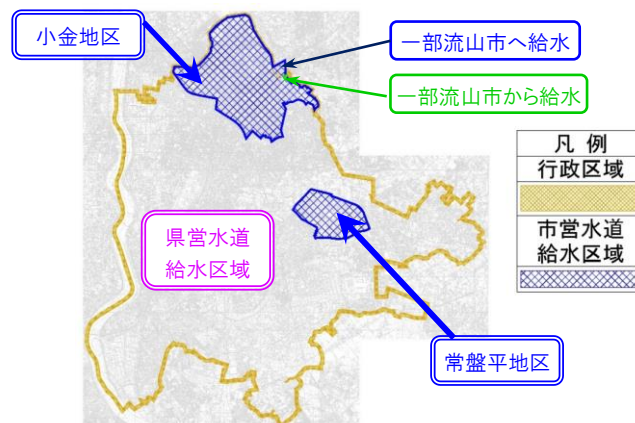 小金地区
一部流山市へ給水
一部流山市から給水
凡 例
行政区域
市営水道
給水区域
県営水道
給水区域
常盤平地区